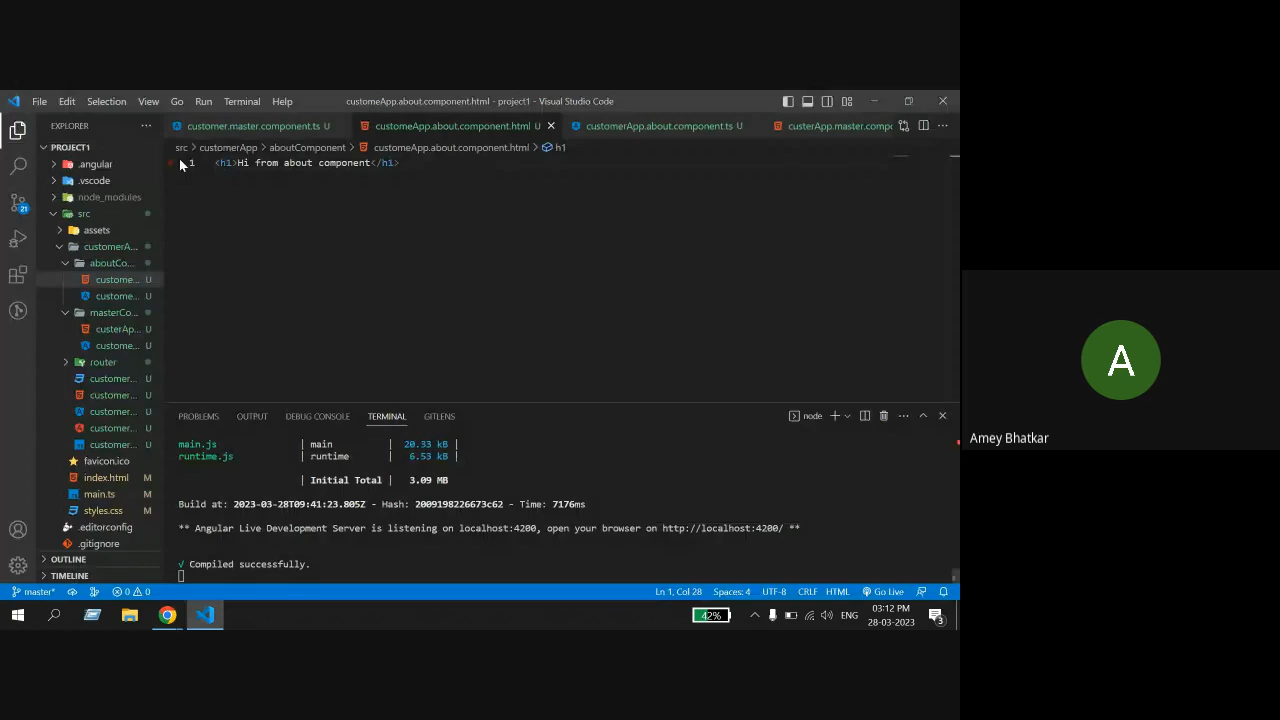 File Edit Selection View Go Run Terminal Help
customeApp.about.component.html - project1 - Visual Studio Code
EXPLORER
PROJECT1
.angular
.vscode
node_modules
src
assets
customerA...
aboutCo...
custome... U
custome... U
masterCo...
custerAp... U
custome... U
router
customer... U
customer... U
customer... U
customer... U
customer... U
favicon.ico
index.html M
main.ts M
styles.css M
.editorconfig
.gitignore
OUTLINE
TIMELINE
customer.master.component.ts U
customeApp.about.component.html U
customerApp.about.component.ts U
custerApp.master.compo
src > customerApp > aboutComponent > customeApp.about.component.html > h1
1 <h1>Hi from about component</h1>
PROBLEMS OUTPUT DEBUG CONSOLE TERMINAL GITLENS
node
main.js | main | 20.33 kB |
runtime.js | runtime | 6.53 kB |
| Initial Total | 3.09 MB
Build at: 2023-03-28T09:41:23.805Z - Hash: 2009198226673c62 - Time: 7176ms
** Angular Live Development Server is listening on localhost:4200, open your browser on http://localhost:4200/ **
√ Compiled successfully.
master* 0 0 Ln 1, Col 28 Spaces: 4 UTF-8 CRLF HTML Go Live
21
42%
ENG
03:12 PM
28-03-2023
3
A
Amey Bhatkar